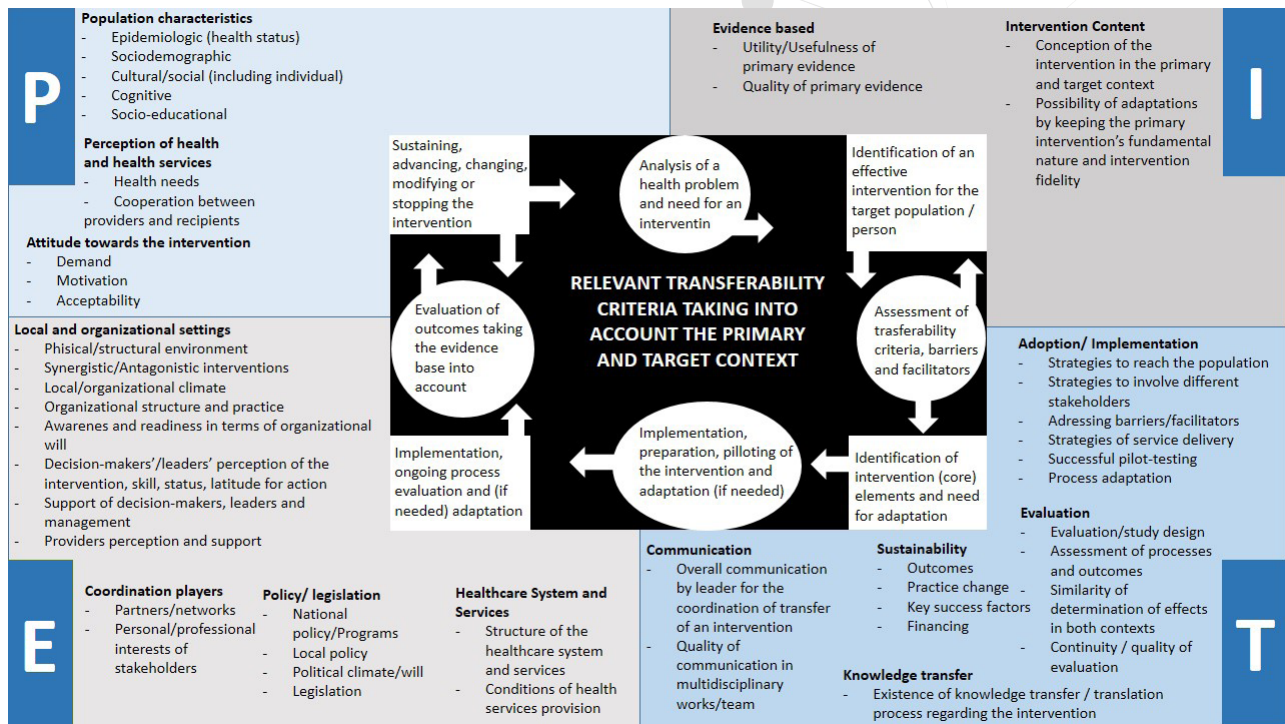 P
Population characteristics
- Epidemiologic (health status)
- Sociodemographic
- Cultural/social (including individual)
- Cognitive
- Socio-educational
Perception of health
and health services
- Health needs
- Cooperation between
providers and recipients
Attitude towards the intervention
- Demand
- Motivation
- Acceptability
Evidence based
- Utility/Usefulness of
primary evidence
- Quality of primary evidence
Intervention Content
- Conception of the
intervention in the primary
and target context
- Possibility of adaptations
by keeping the primary
intervention's fundamental
nature and intervention
fidelity
I
Sustaining,
advancing, changing,
modifying or
stopping the
intervention
Analysis of a
health problem
and need for an
interventin
Identification of an
effective
intervention for the
target population /
person
Evaluation of
outcomes taking
the evidence
base into
account
RELEVANT TRANSFERABILITY
CRITERIA TAKING INTO
ACCOUNT THE PRIMARY
AND TARGET CONTEXT
Assessment of
trasferability
criteria, barriers
and facilitators
Implementation,
ongoing process
evaluation and (if
needed) adaptation
Implementation,
preparation, pilloting of
the intervention and
adaptation (if needed)
Identification of
intervention (core)
elements and need
for adaptation
Local and organizational settings
- Phisical/structural environment
- Synergistic/Antagonistic interventions
- Local/organizational climate
- Organizational structure and practice
- Awarenes and readiness in terms of organizational
will
- Decision-makers'/leaders' perception of the
intervention, skill, status, latitude for action
- Support of decision-makers, leaders and
management
- Providers perception and support
E
Coordination players
- Partners/networks
- Personal/professional
interests of
stakeholders
Policy/ legislation
- National
policy/Programs
- Local policy
- Political climate/will
- Legislation
Healthcare System and
Services
- Structure of the
healthcare system
and services
- Conditions of health
services provision
Adoption/ Implementation
- Strategies to reach the population
- Strategies to involve different
stakeholders
- Adressing barriers/facilitators
- Strategies of service delivery
- Successful pilot-testing
- Process adaptation
Evaluation
- Evaluation/study design
- Assessment of processes
and outcomes
- Similarity of
determination of effects
in both contexts
- Continuity / quality of
evaluation
Communication
- Overall communication
by leader for the
coordination of transfer
of an intervention
- Quality of
communication in
multidisciplinary
works/team
Sustainability
- Outcomes
- Practice change
- Key success factors
- Financing
Knowledge transfer
- Existence of knowledge transfer / translation
process regarding the intervention
T